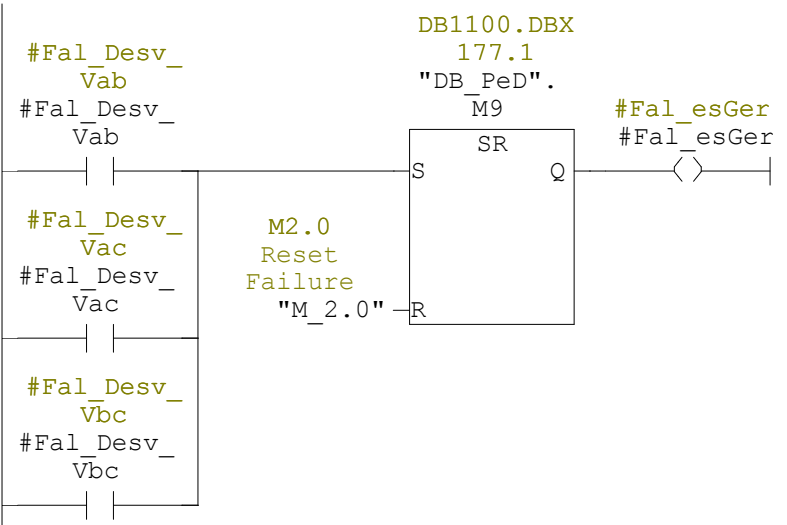 DB1100.DBX
177.1
"DB_PeD".
M9
#Fal_Desv_
Vab
#Fal_Desv_
Vab
SR
S
Q
#Fal_esGer
#Fal_esGer
#Fal_Desv_
Vac
#Fal_Desv_
Vac
M2.0
Reset
Failure
"M_2.0"
R
#Fal_Desv_
Vbc
#Fal_Desv_
Vbc